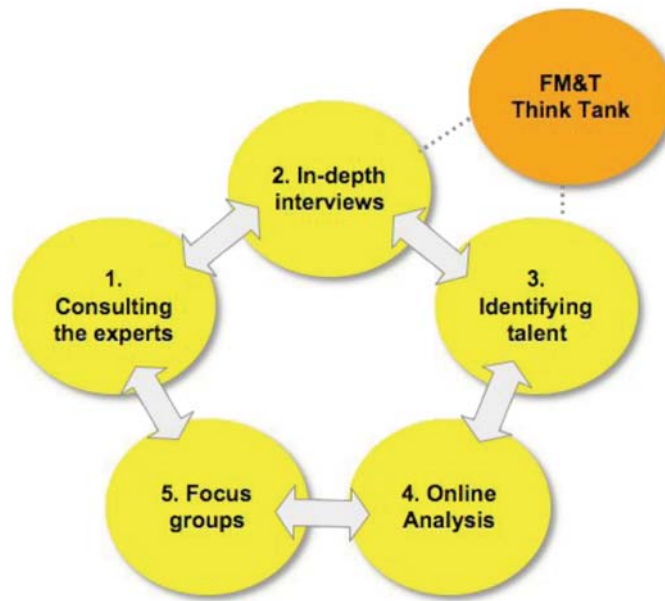 FM&T
Think Tank
2. In-depth
interviews
1.
Consulting
the experts
3.
Identifying
talent
5. Focus
groups
4. Online
Analysis